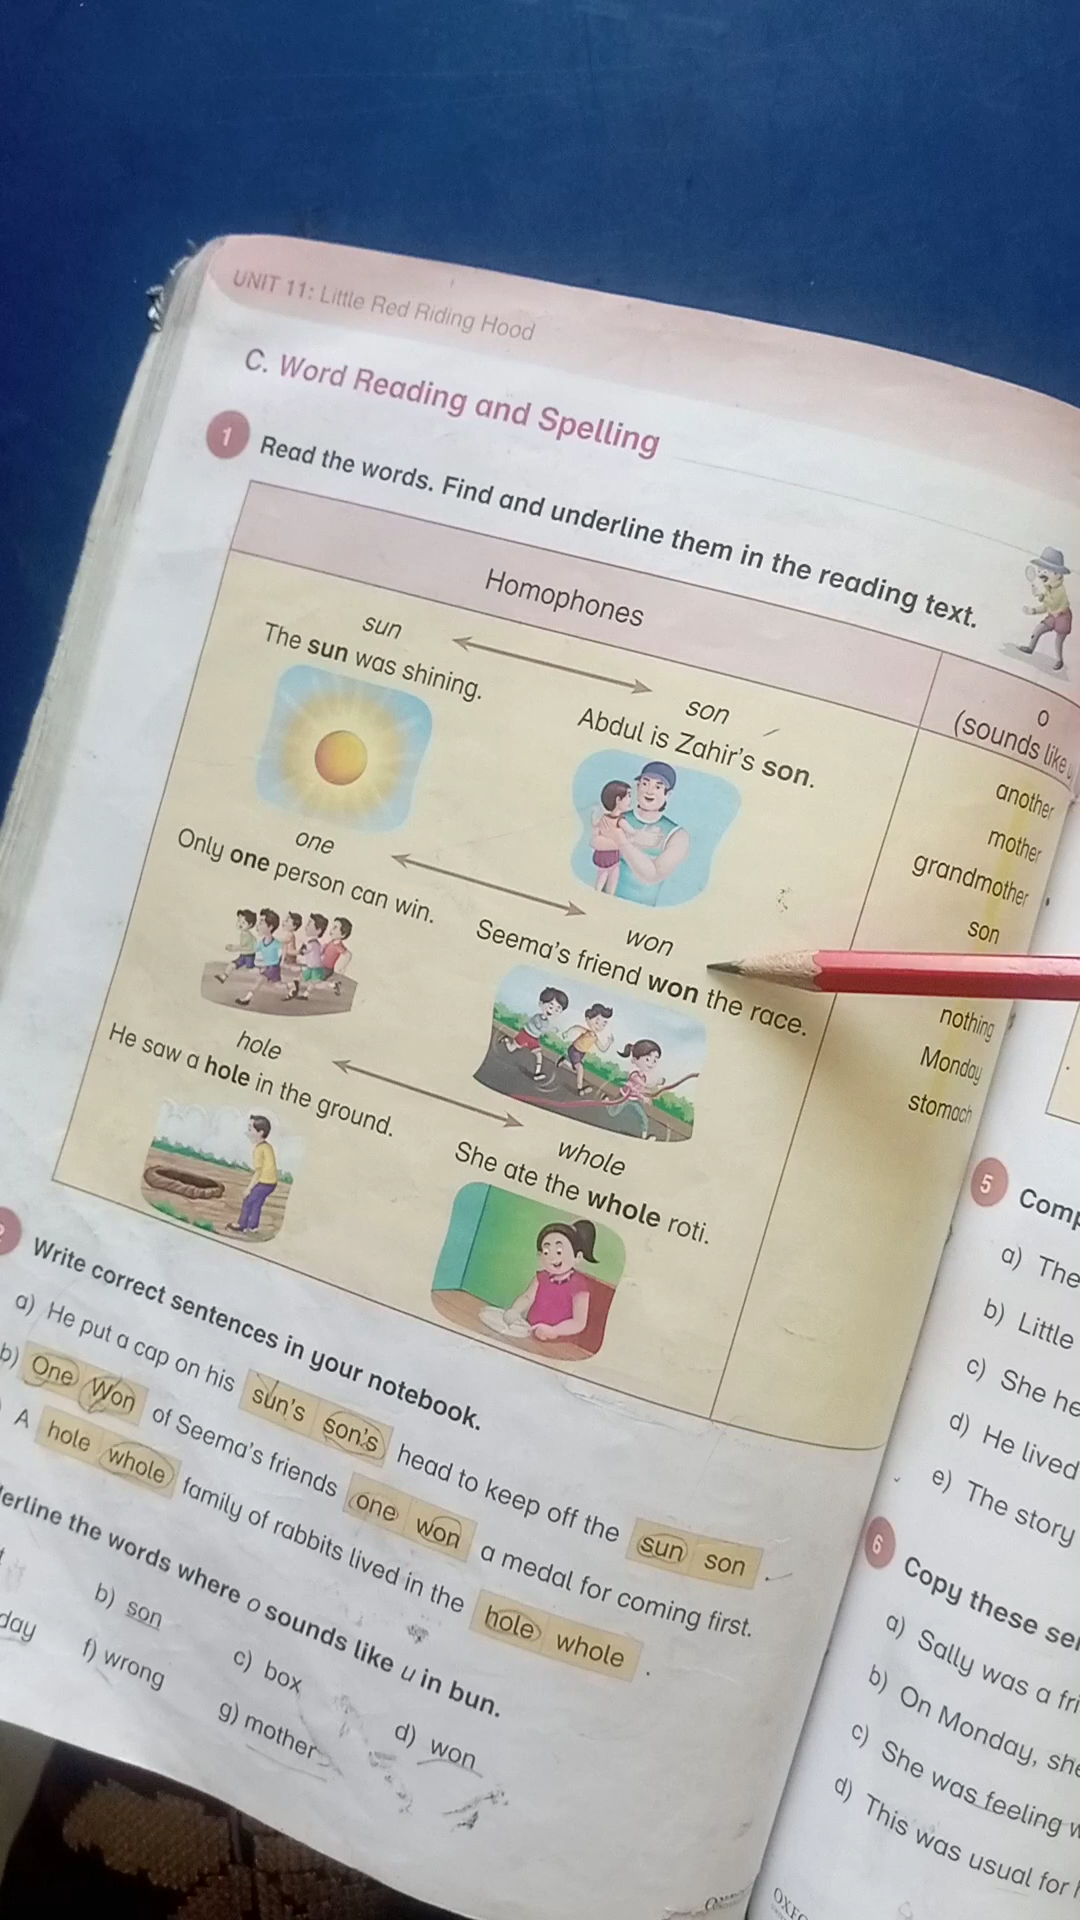 UNIT 11: Little Red Riding Hood
C. Word Reading and Spelling
1 Read the words. Find and underline them in the reading text.
Homophones
sun
The sun was shining.
son
Abdul is Zahir's son.
one
Only one person can win.
won
Seema's friend won the race.
hole
He saw a hole in the ground.
whole
She ate the whole roti.
o
(sounds like
another
mother
grandmother
son
nothing
Monday
stomach
Write correct sentences in your notebook.
a) He put a cap on his sun's son's head to keep off the sun son .
b) One Won of Seema's friends one won a medal for coming first.
A hole whole family of rabbits lived in the hole whole .
erline the words where o sounds like u in bun.
b) son
c) box
d) won
day
f) wrong
g) mother
5 Comp
a) The
b) Little
c) She he
d) He lived
e) The story
6 Copy these se
a) Sally was a fri
b) On Monday, she
c) She was feeling w
d) This was usual for h